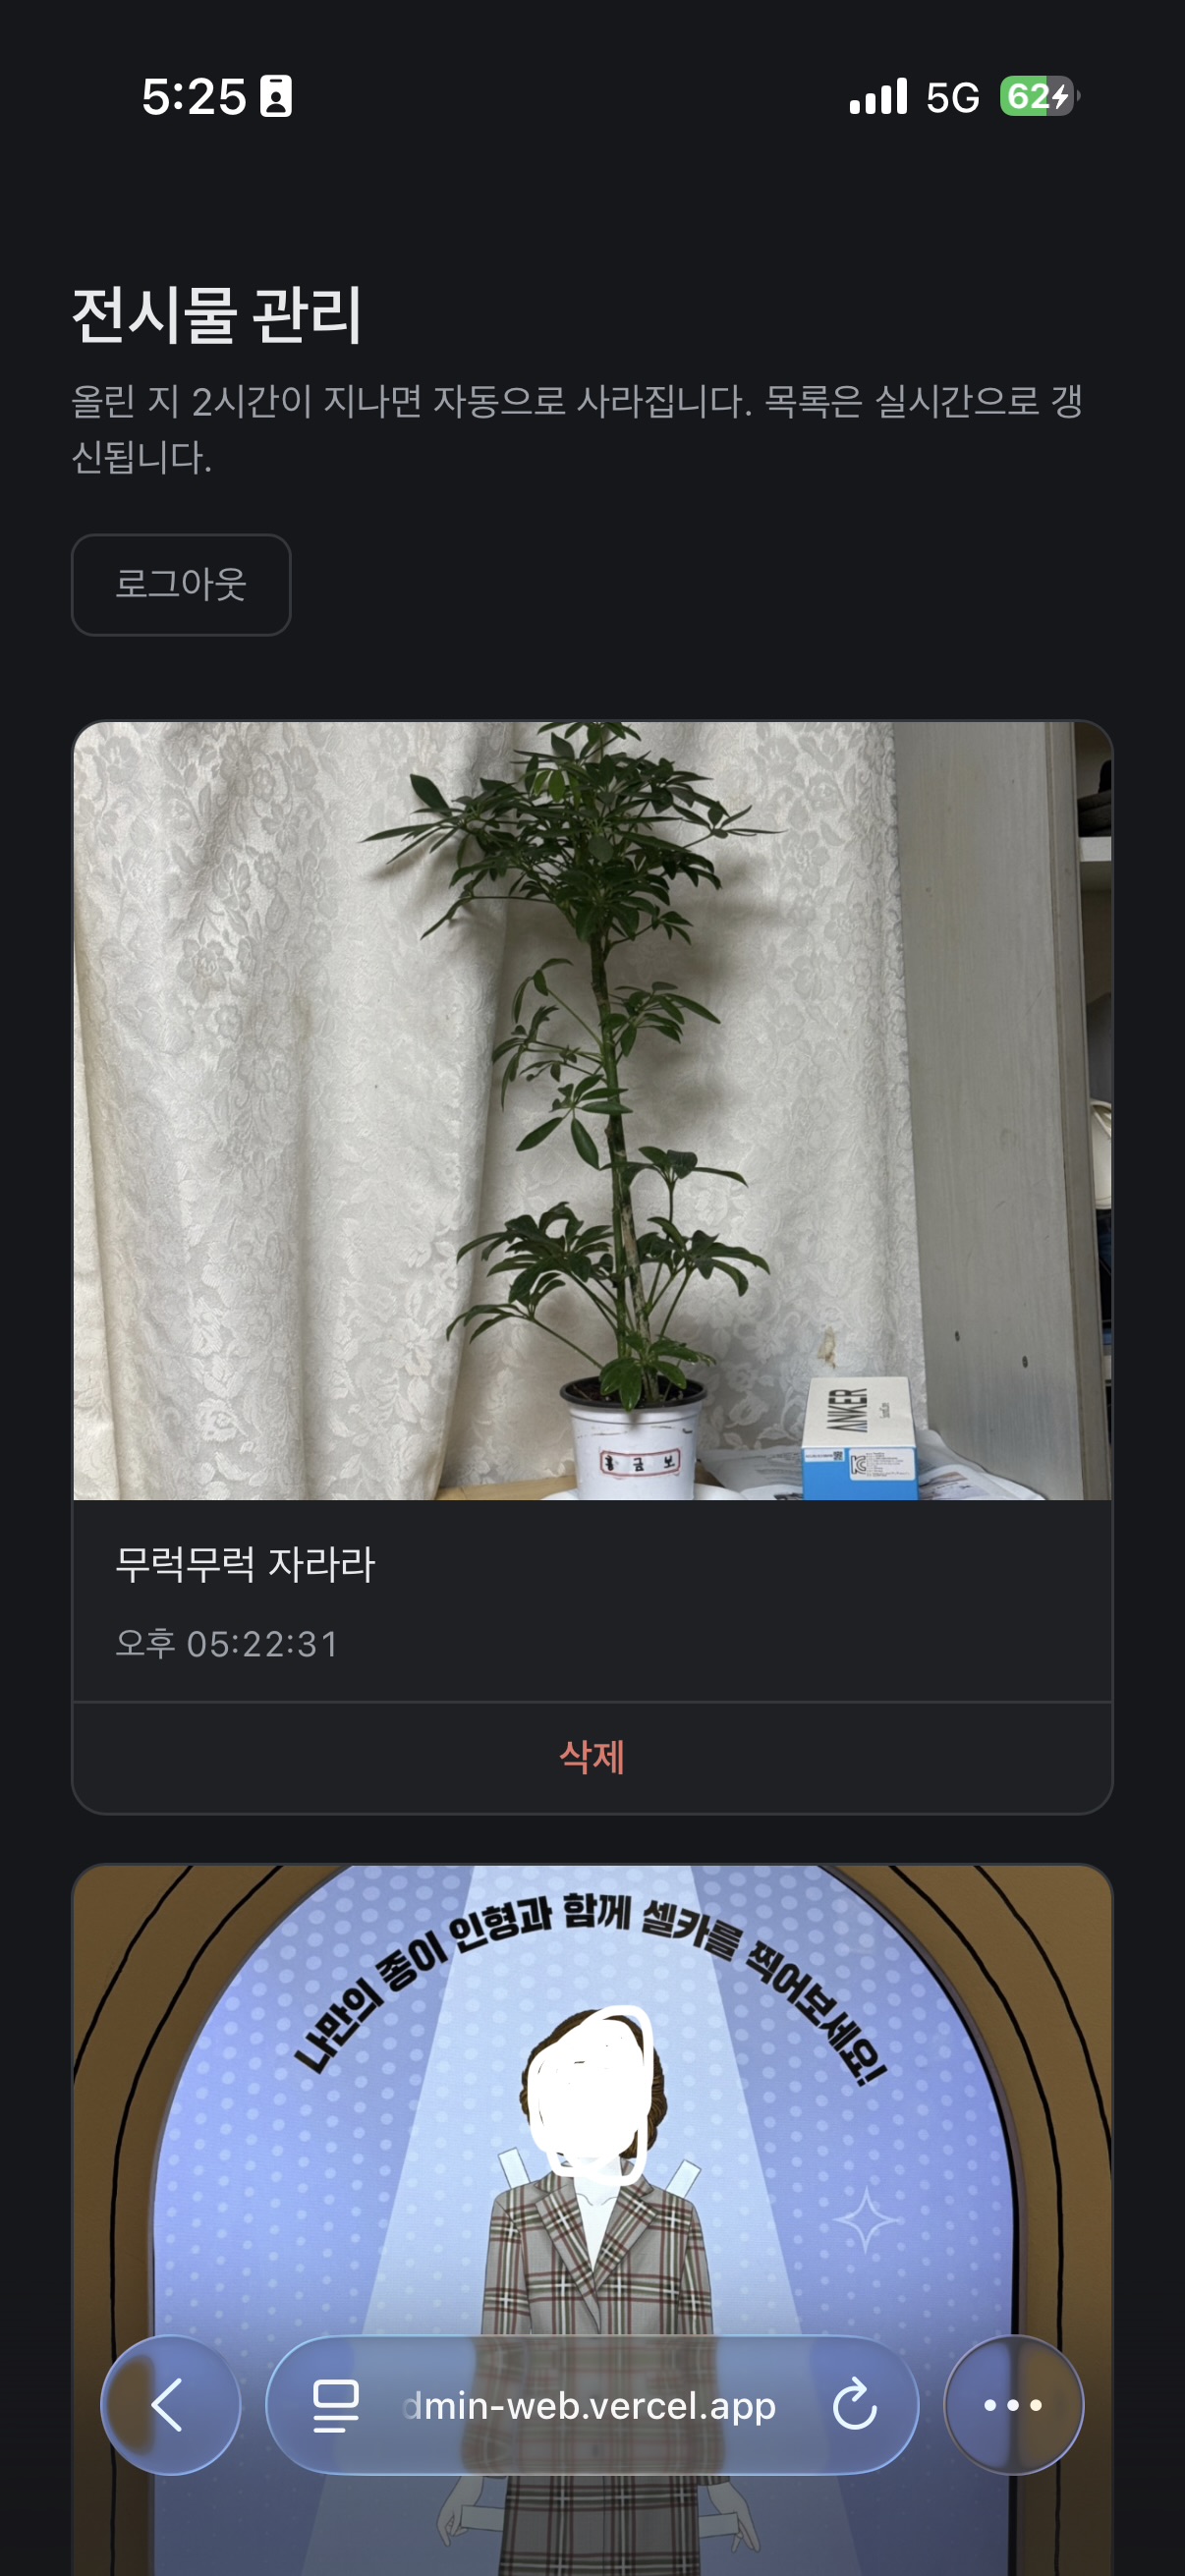 5:25
5G 62
전시물 관리
올린 지 2시간이 지나면 자동으로 사라집니다. 목록은 실시간으로 갱
신됩니다.
로그아웃
ANKER
홍금보
무럭무럭 자라라
오후 05:22:31
삭제
나만의 종이 인형과 함께 셀카를 찍어보세요!
dmin-web.vercel.app